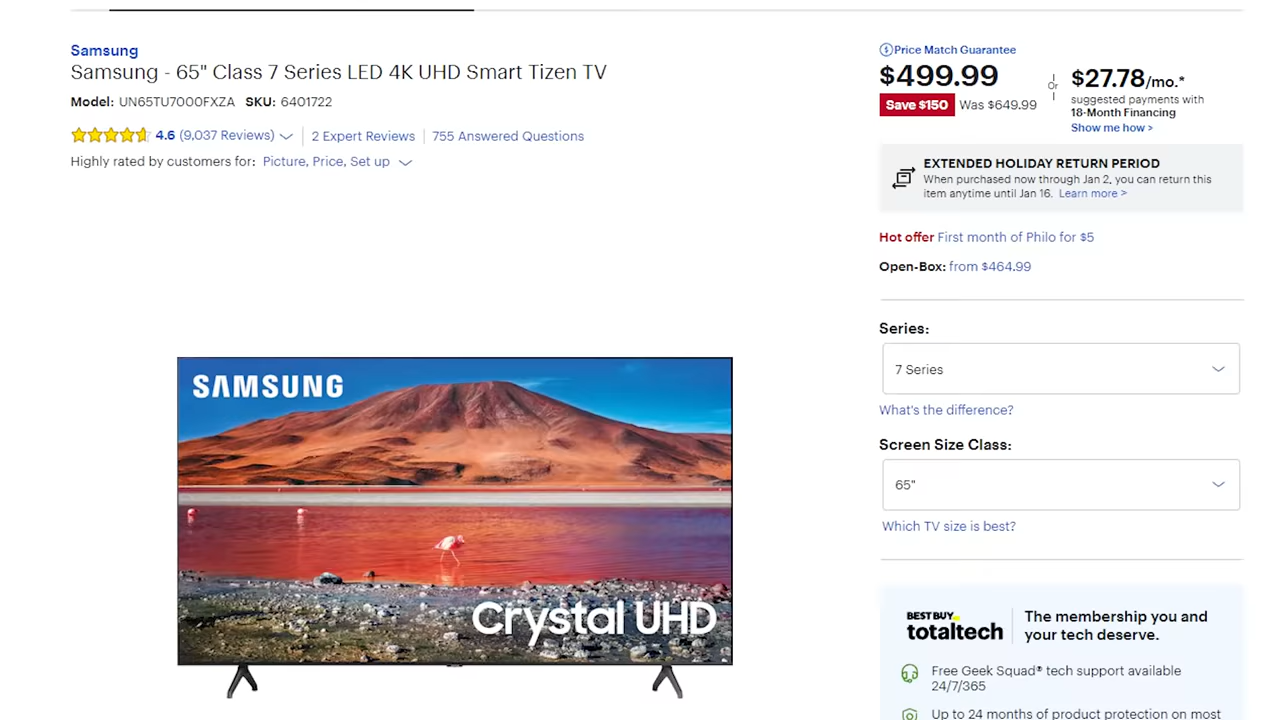 Samsung
Samsung - 65" Class 7 Series LED 4K UHD Smart Tizen TV
Model: UN65TU7000FXZA SKU: 6401722
4.6 (9,037 Reviews)
2 Expert Reviews
755 Answered Questions
Highly rated by customers for: Picture, Price, Set up
SAMSUNG
Crystal UHD
Price Match Guarantee
$499.99
Save $150 Was $649.99
Or
$27.78/mo.*
suggested payments with
18-Month Financing
Show me how >
EXTENDED HOLIDAY RETURN PERIOD
When purchased now through Jan 2, you can return this
item anytime until Jan 16. Learn more >
Hot offer First month of Philo for $5
Open-Box: from $464.99
Series:
7 Series
What's the difference?
Screen Size Class:
65"
Which TV size is best?
BEST BUY
totaltech
The membership you and
your tech deserve.
Free Geek Squad® tech support available
24/7/365
Up to 24 months of product protection on most